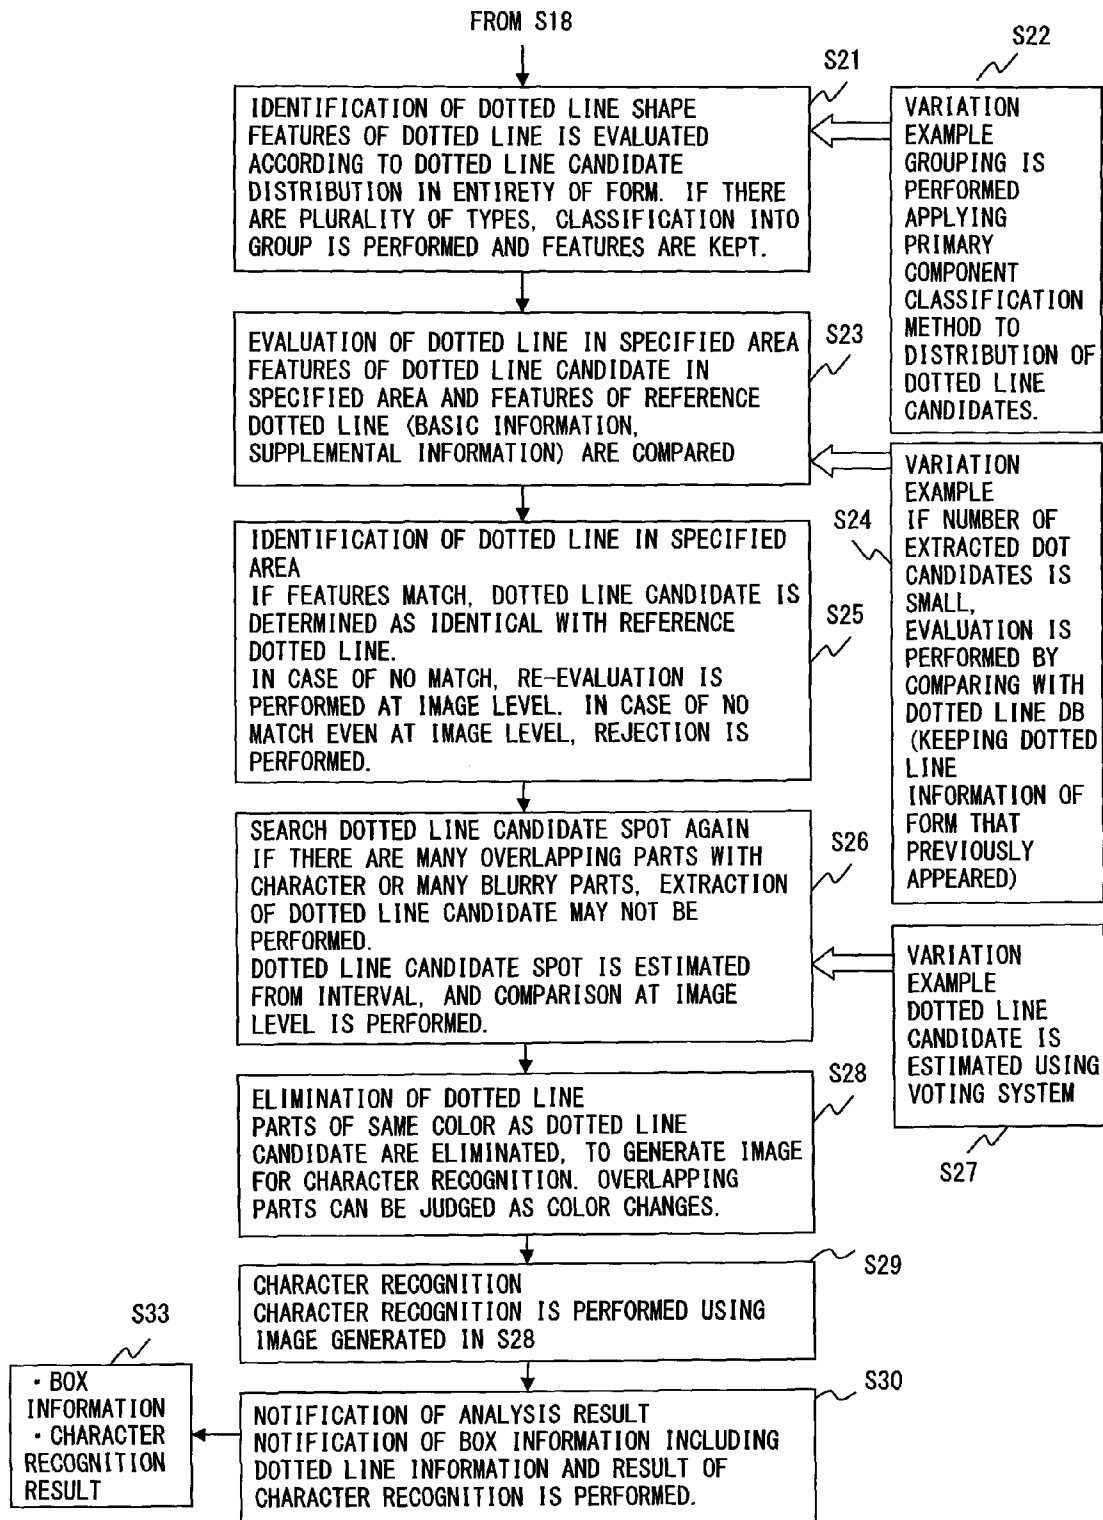 FROM S18
S21
IDENTIFICATION OF DOTTED LINE SHAPE
FEATURES OF DOTTED LINE IS EVALUATED
ACCORDING TO DOTTED LINE CANDIDATE
DISTRIBUTION IN ENTIRETY OF FORM. IF THERE
ARE PLURALITY OF TYPES, CLASSIFICATION INTO
GROUP IS PERFORMED AND FEATURES ARE KEPT.
S22
VARIATION
EXAMPLE
GROUPING IS
PERFORMED
APPLYING
PRIMARY
COMPONENT
CLASSIFICATION
METHOD TO
DISTRIBUTION OF
DOTTED LINE
CANDIDATES.
S23
EVALUATION OF DOTTED LINE IN SPECIFIED AREA
FEATURES OF DOTTED LINE CANDIDATE IN
SPECIFIED AREA AND FEATURES OF REFERENCE
DOTTED LINE (BASIC INFORMATION,
SUPPLEMENTAL INFORMATION) ARE COMPARED
S24
VARIATION
EXAMPLE
IF NUMBER OF
EXTRACTED DOT
CANDIDATES IS
SMALL,
EVALUATION IS
PERFORMED BY
COMPARING WITH
DOTTED LINE DB
(KEEPING DOTTED
LINE
INFORMATION OF
FORM THAT
PREVIOUSLY
APPEARED)
S25
IDENTIFICATION OF DOTTED LINE IN SPECIFIED
AREA
IF FEATURES MATCH, DOTTED LINE CANDIDATE IS
DETERMINED AS IDENTICAL WITH REFERENCE
DOTTED LINE.
IN CASE OF NO MATCH, RE-EVALUATION IS
PERFORMED AT IMAGE LEVEL. IN CASE OF NO
MATCH EVEN AT IMAGE LEVEL, REJECTION IS
PERFORMED.
S26
SEARCH DOTTED LINE CANDIDATE SPOT AGAIN
IF THERE ARE MANY OVERLAPPING PARTS WITH
CHARACTER OR MANY BLURRY PARTS, EXTRACTION
OF DOTTED LINE CANDIDATE MAY NOT BE
PERFORMED.
DOTTED LINE CANDIDATE SPOT IS ESTIMATED
FROM INTERVAL, AND COMPARISON AT IMAGE
LEVEL IS PERFORMED.
VARIATION
EXAMPLE
DOTTED LINE
CANDIDATE IS
ESTIMATED USING
VOTING SYSTEM
S27
S28
ELIMINATION OF DOTTED LINE
PARTS OF SAME COLOR AS DOTTED LINE
CANDIDATE ARE ELIMINATED, TO GENERATE IMAGE
FOR CHARACTER RECOGNITION. OVERLAPPING
PARTS CAN BE JUDGED AS COLOR CHANGES.
S29
CHARACTER RECOGNITION
CHARACTER RECOGNITION IS PERFORMED USING
IMAGE GENERATED IN S28
S30
NOTIFICATION OF ANALYSIS RESULT
NOTIFICATION OF BOX INFORMATION INCLUDING
DOTTED LINE INFORMATION AND RESULT OF
CHARACTER RECOGNITION IS PERFORMED.
S33
・BOX
INFORMATION
・CHARACTER
RECOGNITION
RESULT